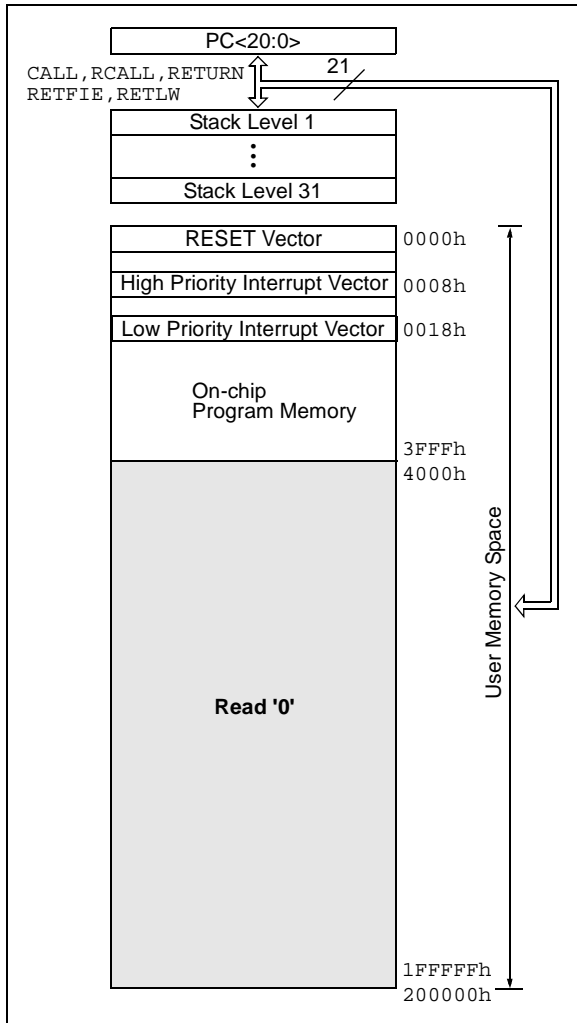 PC<20:0>
CALL,RCALL,RETURN
RETFIE,RETLW
21
Stack Level 1
Stack Level 31
RESET Vector
0000h
High Priority Interrupt Vector
0008h
Low Priority Interrupt Vector
0018h
On-chip
Program Memory
3FFFh
4000h
User Memory Space
Read '0'
1FFFFFh
200000h